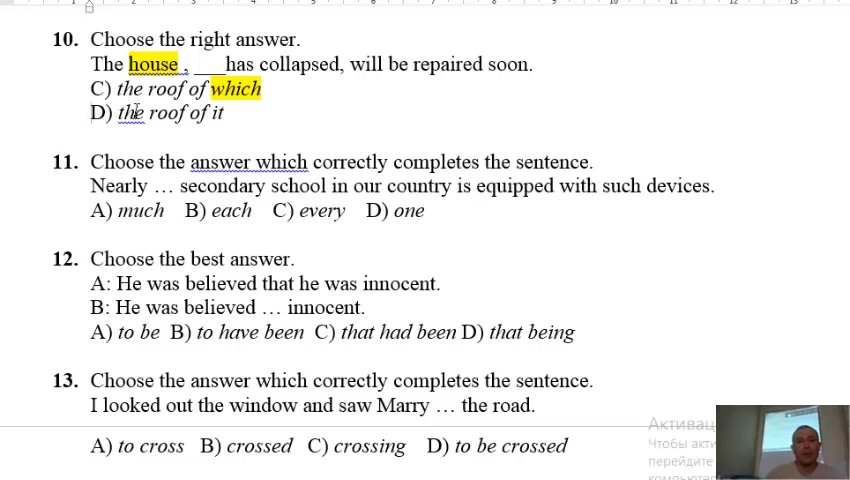 10. Choose the right answer.
The house , ___has collapsed, will be repaired soon.
C) the roof of which
D) the roof of it
11. Choose the answer which correctly completes the sentence.
Nearly … secondary school in our country is equipped with such devices.
A) much B) each C) every D) one
12. Choose the best answer.
A: He was believed that he was innocent.
B: He was believed … innocent.
A) to be B) to have been C) that had been D) that being
13. Choose the answer which correctly completes the sentence.
I looked out the window and saw Marry … the road.
A) to cross B) crossed C) crossing D) to be crossed
Активац
Чтобы акти
перейдите
компьютер